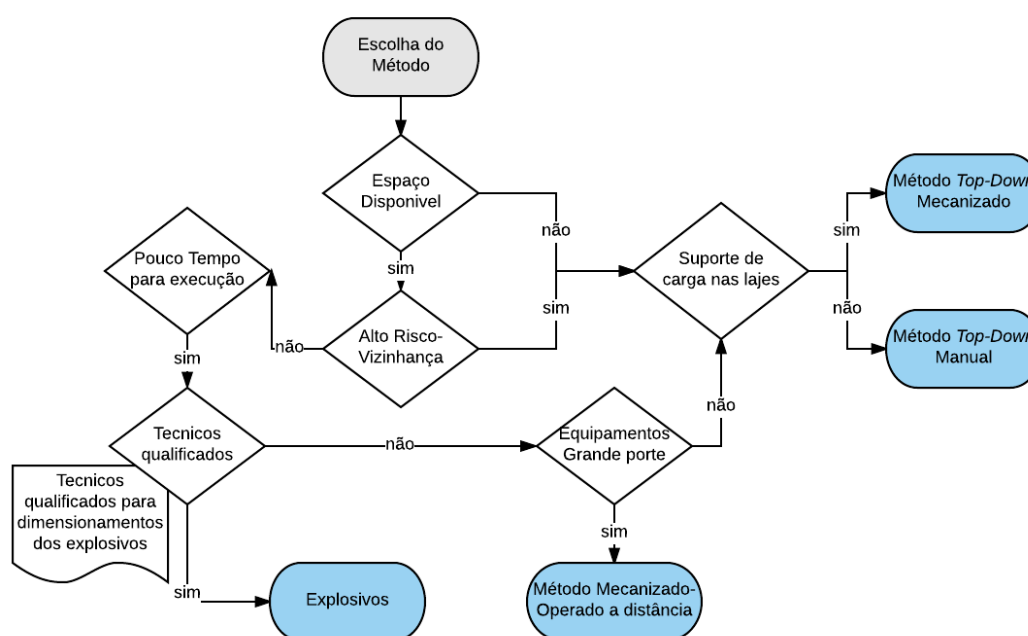 Escolha do
Método
Espaço
Disponivel
não
sim
Pouco Tempo
para execução
Suporte de
carga nas lajes
Método Top-Down
Mecanizado
sim
não
Método Top-Down
Manual
Alto Risco-
Vizinhança
sim
não
sim
Tecnicos
qualificados
não
Equipamentos
Grande porte
não
Tecnicos
qualificados para
dimensionamentos
dos explosivos
sim
Explosivos
sim
Método Mecanizado-
Operado a distância